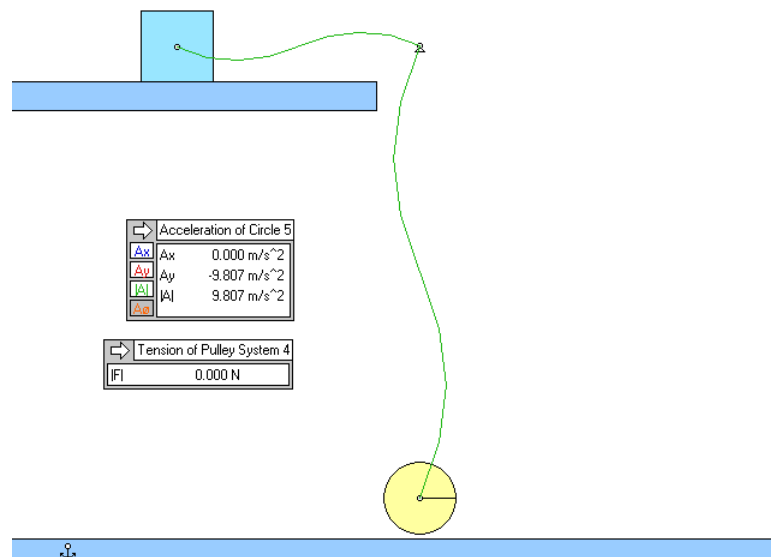 Acceleration of Circle 5
Ax Ax 0.000 m/s^2
Ay Ay -9.807 m/s^2
|A| |A| 9.807 m/s^2
Aø
Tension of Pulley System 4
|F| 0.000 N